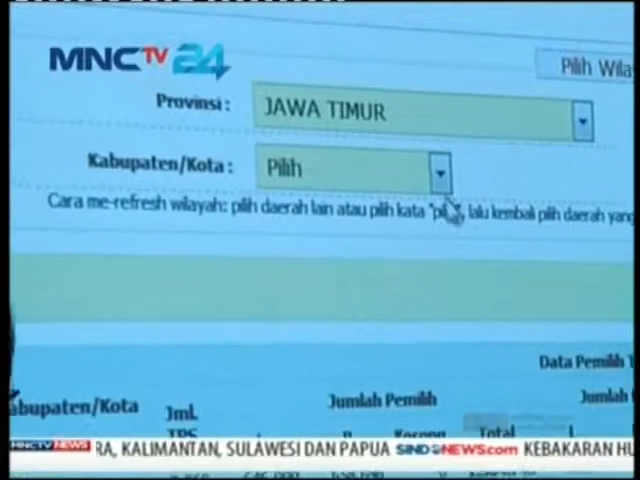 MNCTV 24
Pilih Wila
Provinsi :
JAWA TIMUR
Kabupaten/Kota :
Pilih
Cara me-refresh wilayah: pilih daerah lain atau pilih kata "pi lalu kembali pilih daerah yang
Data Pemilih T
abupaten/Kota
JmL
TPS
Jumlah Pemilih
Jumlah
Kosong
Total
MNCTV NEWS
RA, KALIMANTAN, SULAWESI DAN PAPUA SINDONEWS.com KEBAKARAN HU